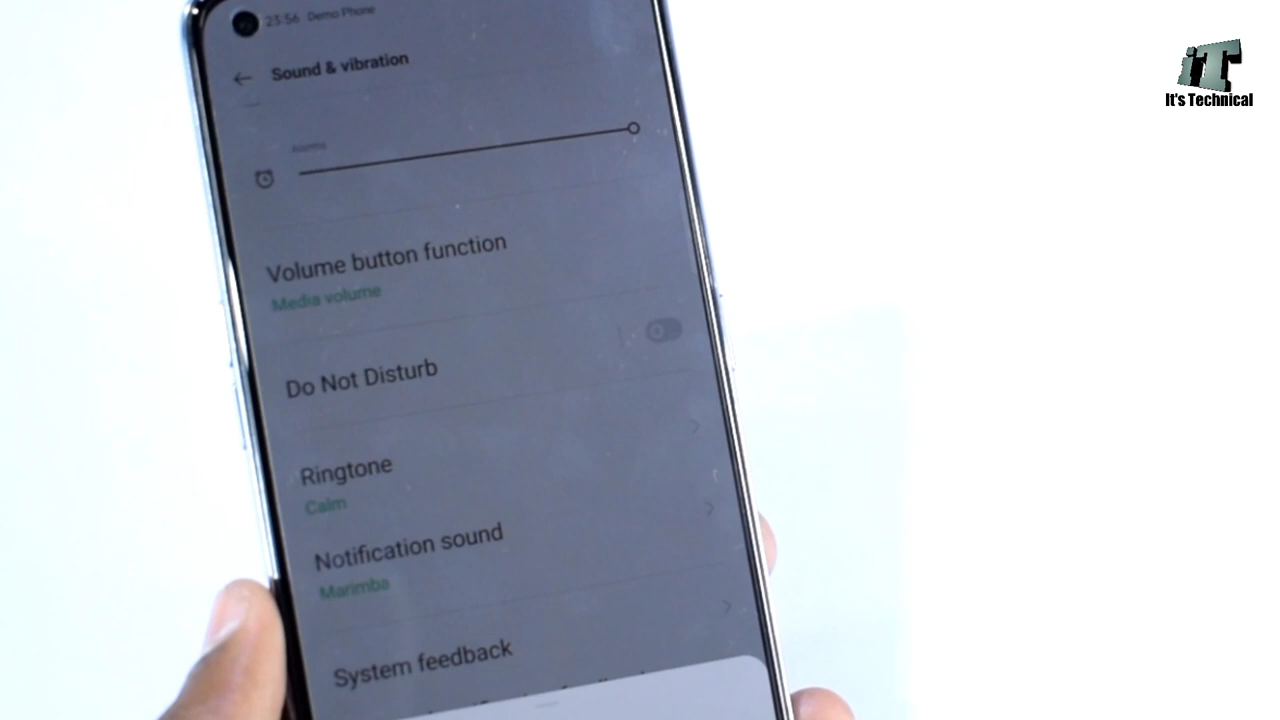 23:56 Demo Phone
Sound & vibration
Alarms
Volume button function
Media volume
Do Not Disturb
Ringtone
Calm
Notification sound
Marimba
System feedback
iT
It's Technical